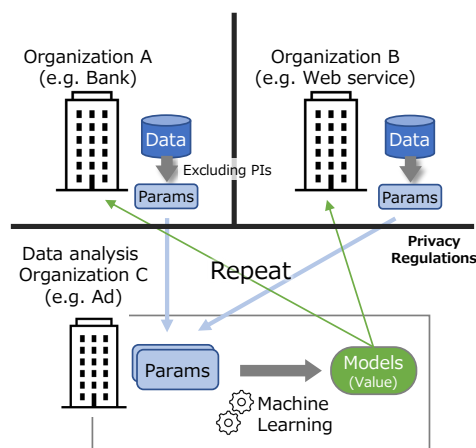 Organization A
(e.g. Bank)
Data
Excluding PIs
Params
Organization B
(e.g. Web service)
Data
Params
Privacy
Regulations
Data analysis
Organization C
(e.g. Ad)
Repeat
Params
Machine
Learning
Models
(Value)